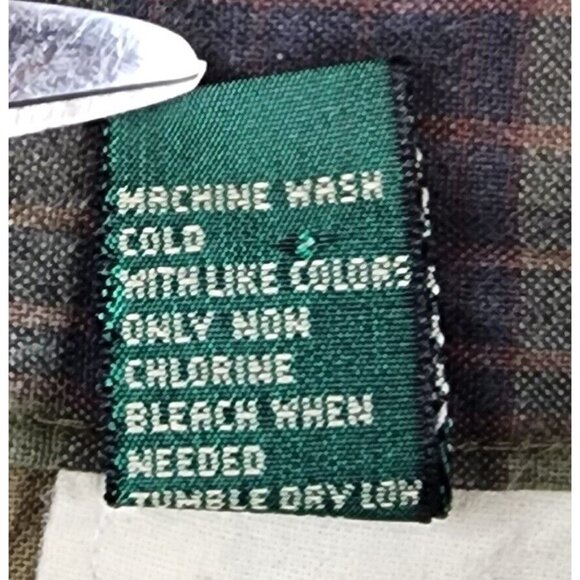 MACHINE WASH
COLD
WITH LIKE COLORS
ONLY NON
CHLORINE
BLEACH WHEN
NEEDED
TUMBLE DRY LOW